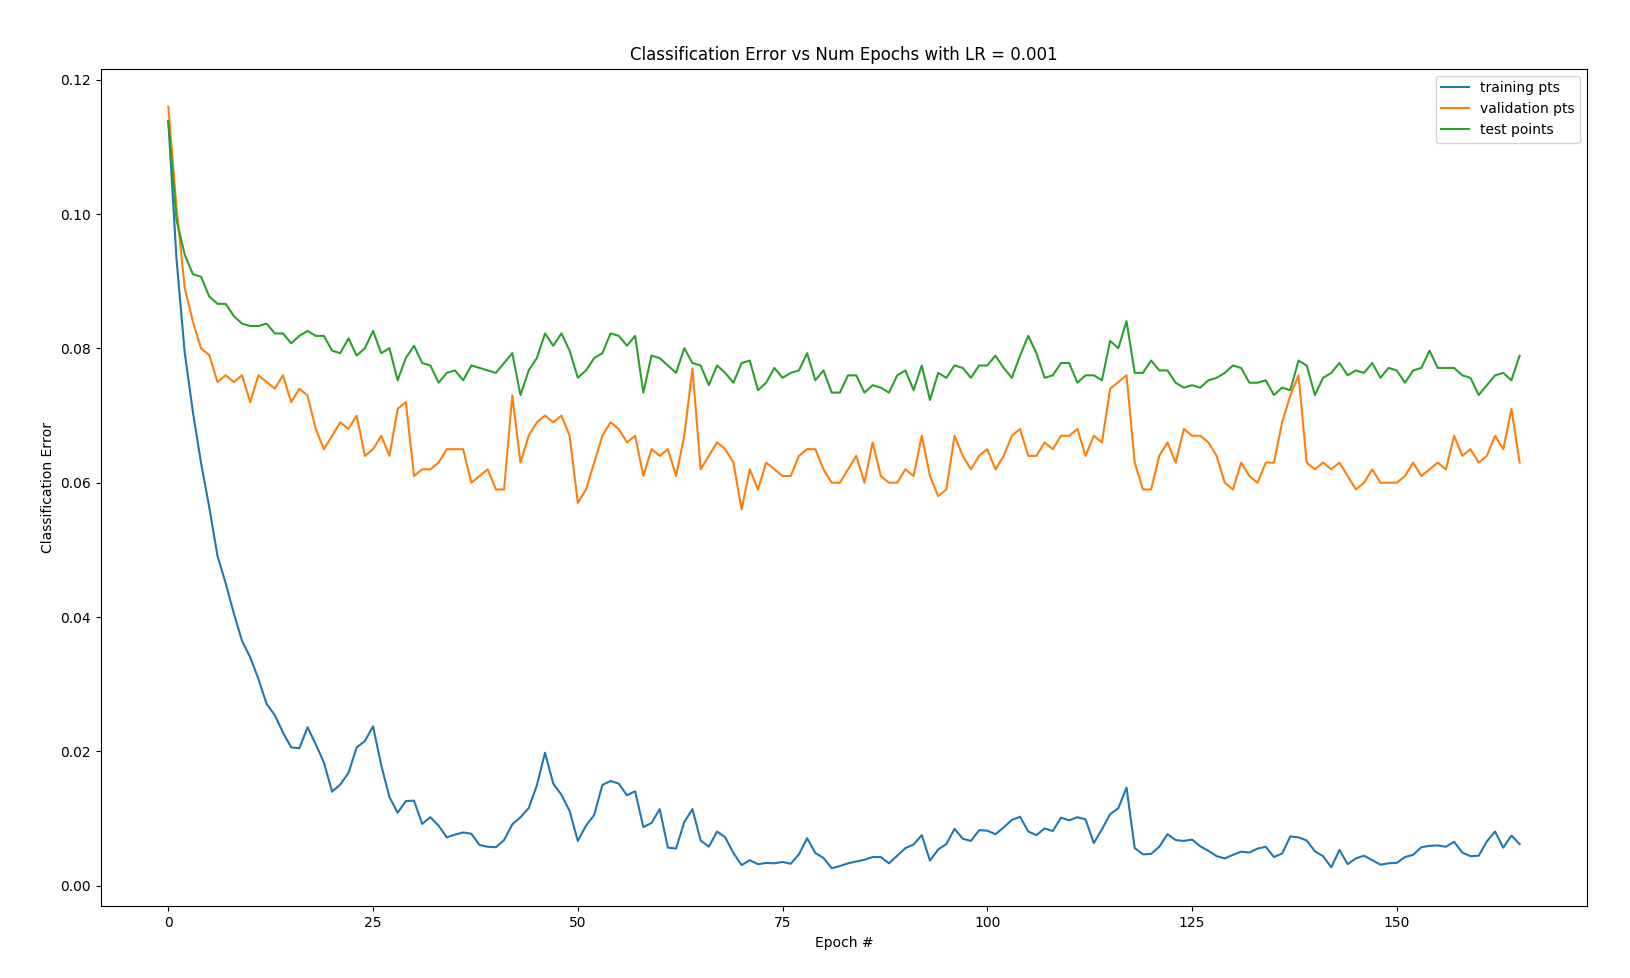 Classification Error vs Num Epochs with LR = 0.001
training pts
validation pts
test points
0.12
0.10
0.08
0.06
0.04
0.02
0.00
Classification Error
0 25 50 75 100 125 150
Epoch #